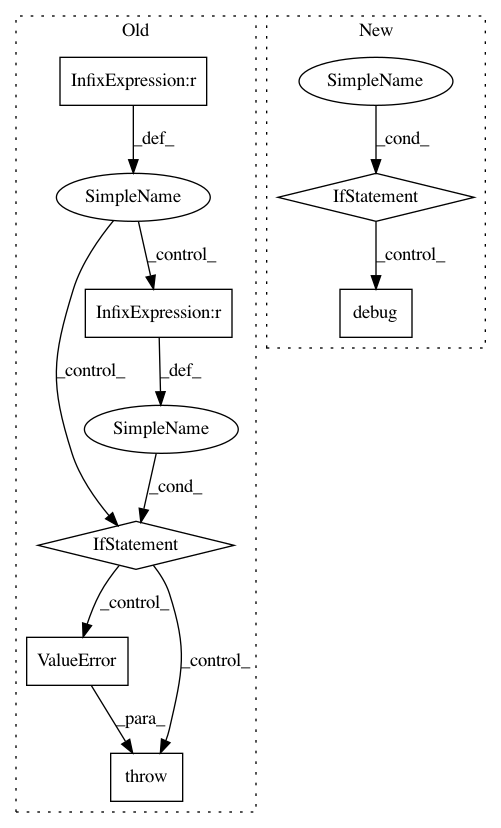 Old
InfixExpression:r
_def_
SimpleName
_control_
InfixExpression:r
_control_
_def_
SimpleName
_cond_
IfStatement
_control_
_control_
ValueError
_para_
throw
New
SimpleName
_cond_
IfStatement
_control_
debug